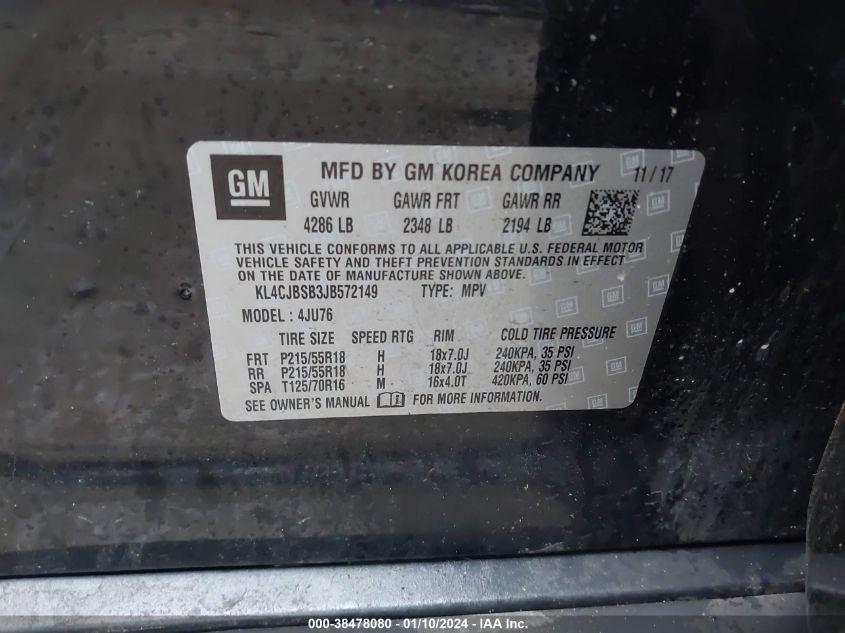 GM MFD BY GM KOREA COMPANY 11/17
GVWR GAWR FRT GAWR RR
4286 LB 2348 LB 2194 LB
THIS VEHICLE CONFORMS TO ALL APPLICABLE U.S. FEDERAL MOTOR
VEHICLE SAFETY AND THEFT PREVENTION STANDARDS IN EFFECT
ON THE DATE OF MANUFACTURE SHOWN ABOVE.
KL4CJBSB3JB572149 TYPE: MPV
MODEL : 4JU76
TIRE SIZE SPEED RTG RIM COLD TIRE PRESSURE
FRT P215/55R18 H 18x7.0J 240KPA, 35 PSI
RR P215/55R18 H 18x7.0J 240KPA, 35 PSI
SPA T125/70R16 M 16x4.0T 420KPA, 60 PSI
SEE OWNER'S MANUAL FOR MORE INFORMATION.
000-38478080 - 01/10/2024 - IAA Inc.